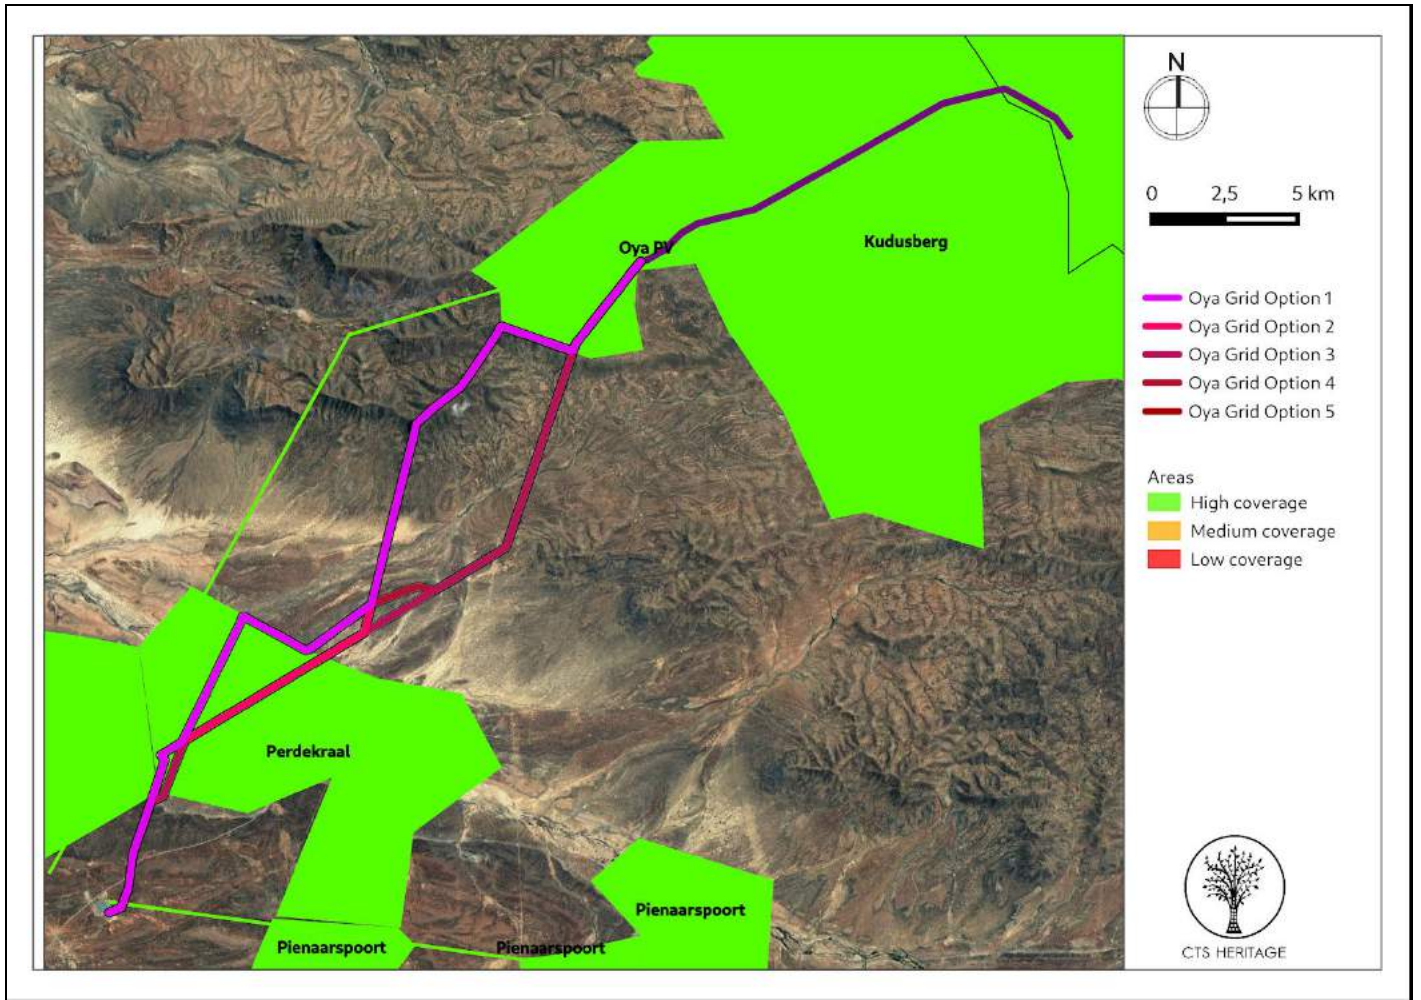 N
0 2,5 5 km
Oya PV
Kudusberg
Oya Grid Option 1
Oya Grid Option 2
Oya Grid Option 3
Oya Grid Option 4
Oya Grid Option 5
Areas
High coverage
Medium coverage
Low coverage
Perdekraal
Pienaarspoort
Pienaarspoort
Pienaarspoort
CTS HERITAGE